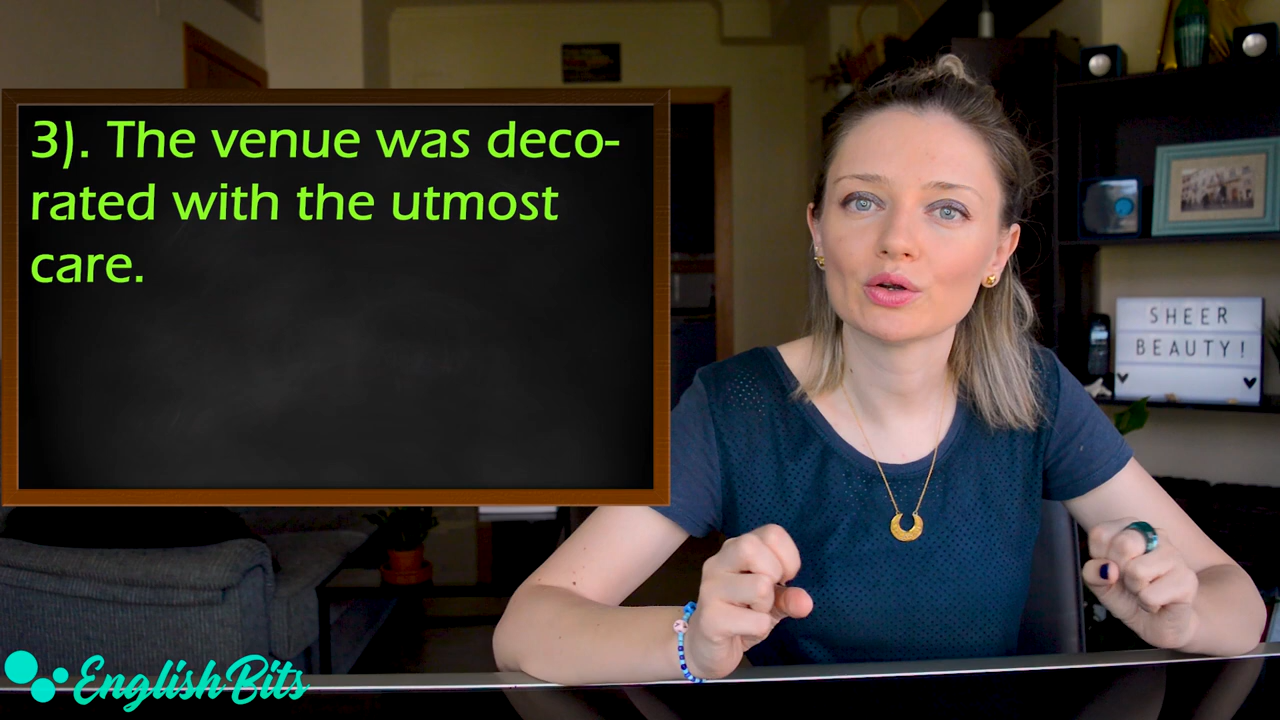 3). The venue was deco-
rated with the utmost
care.
SHEER
BEAUTY!
EnglishBits